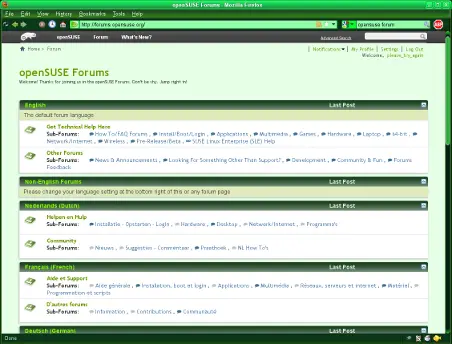 openSUSE Forums - Mozilla Firefox
File Edit View History Bookmarks Tools Help
http://forums.opensuse.org/
opensuse forum
openSUSE Forum What's New?
Advanced Search
Home > Forum
Notifications My Profile Settings Log Out
Welcome, please_try_again
openSUSE Forums
Welcome! Thanks for joining us in the openSUSE Forums. Don't be shy. Jump right in!
English Last Post
The default forum language
Get Technical Help Here
Sub-Forums: How To/FAQ Forums, Install/Boot/Login, Applications, Multimedia, Games, Hardware, Laptop, 64-bit,
Network/Internet, Wireless, Pre-Release/Beta, SUSE Linux Enterprise (SLE) Help
Other Forums
Sub-Forums: News & Announcements, Looking For Something Other Than Support?, Development, Community & Fun, Forums
Feedback
Non-English Forums Last Post
Please change your language setting at the bottom right of this or any forum page
Nederlands (Dutch) Last Post
Helpen en Hulp
Sub-Forums: Installatie - Opstarten - Login, Hardware, Desktop, Network/Internet, Programma's
Community
Sub-Forums: Nieuws, Suggesties - Commentaar, Praathoek, NL How To's
Français (French) Last Post
Aide et Support
Sub-Forums: Aide générale, Installation, boot et login, Applications, Multimédia, Réseaux, serveurs et internet, Matériel,
Programmation et scripts
D'autres forums
Sub-Forums: Information, Contributions, Communauté
Deutsch (German) Last Post
Done